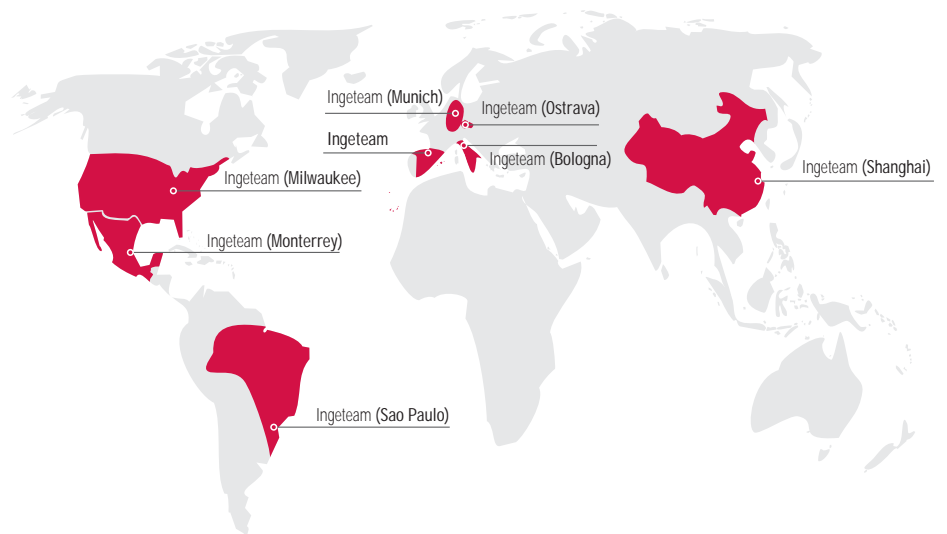 Ingeteam (Munich)
Ingeteam (Ostrava)
Ingeteam
Ingeteam (Bologna)
Ingeteam (Shanghai)
Ingeteam (Milwaukee)
Ingeteam (Monterrey)
Ingeteam (Sao Paulo)